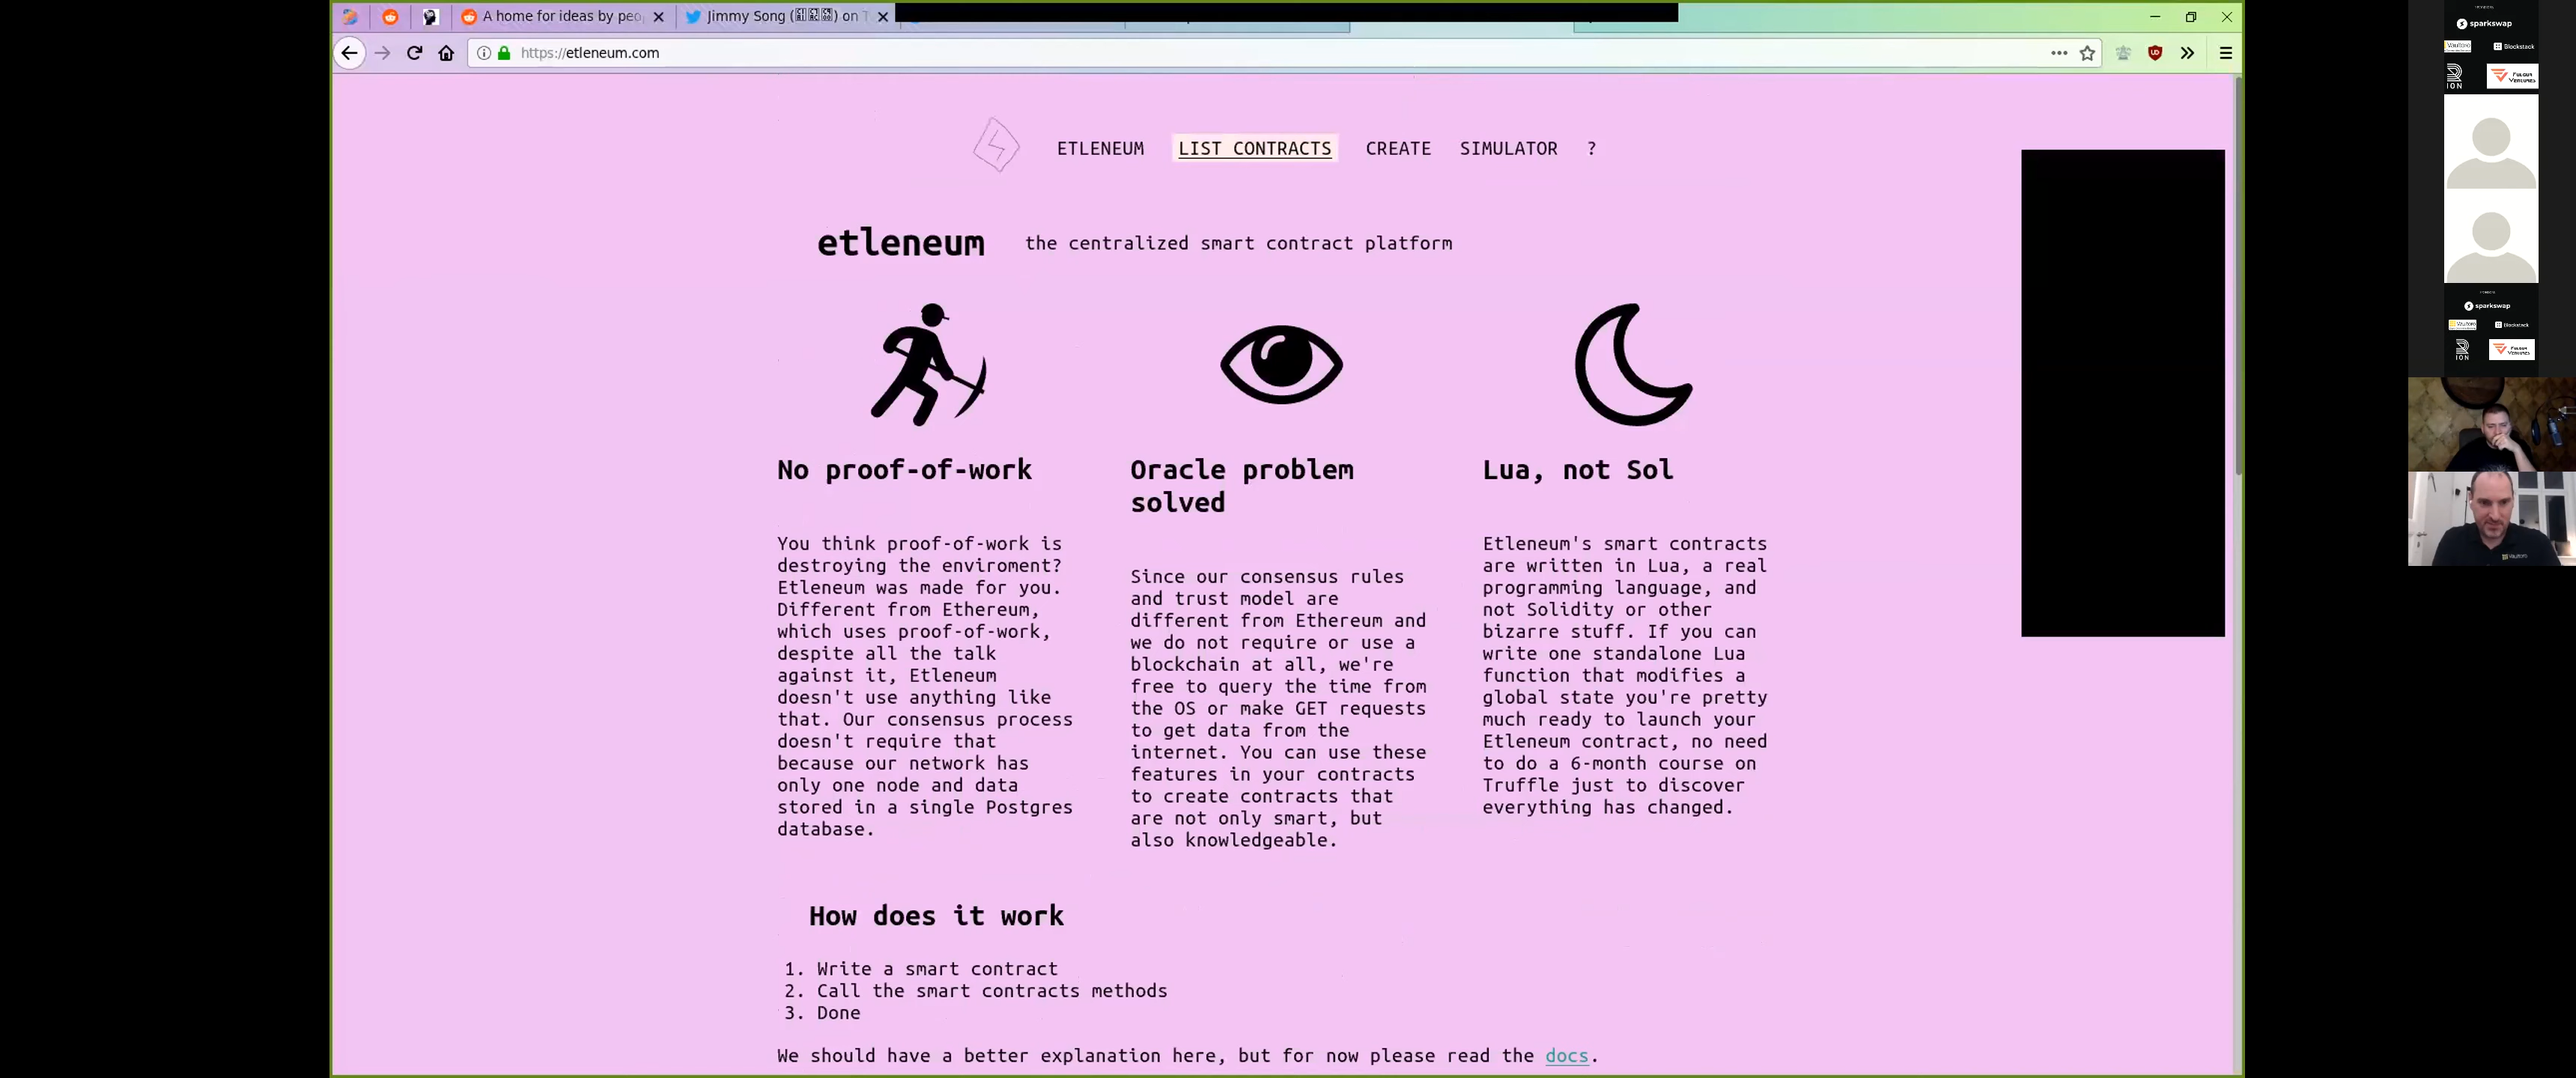 A home for ideas by peo
Jimmy Song
on T
https://etleneum.com
ETLENEUM
LIST CONTRACTS
CREATE
SIMULATOR
?
etleneum
the centralized smart contract platform
No proof-of-work
You think proof-of-work is
destroying the enviroment?
Etleneum was made for you.
Different from Ethereum,
which uses proof-of-work,
despite all the talk
against it, Etleneum
doesn't use anything like
that. Our consensus process
doesn't require that
because our network has
only one node and data
stored in a single Postgres
database.
Oracle problem
solved
Since our consensus rules
and trust model are
different from Ethereum and
we do not require or use a
blockchain at all, we're
free to query the time from
the OS or make GET requests
to get data from the
internet. You can use these
features in your contracts
to create contracts that
are not only smart, but
also knowledgeable.
Lua, not Sol
Etleneum's smart contracts
are written in Lua, a real
programming language, and
not Solidity or other
bizarre stuff. If you can
write one standalone Lua
function that modifies a
global state you're pretty
much ready to launch your
Etleneum contract, no need
to do a 6-month course on
Truffle just to discover
everything has changed.
How does it work
1. Write a smart contract
2. Call the smart contracts methods
3. Done
We should have a better explanation here, but for now please read the docs.
sparkswap
Vaultoro
Blockstack
ION
FULGUR
VENTURES
sparkswap
Vaultoro
Blockstack
ION
FULGUR
VENTURES